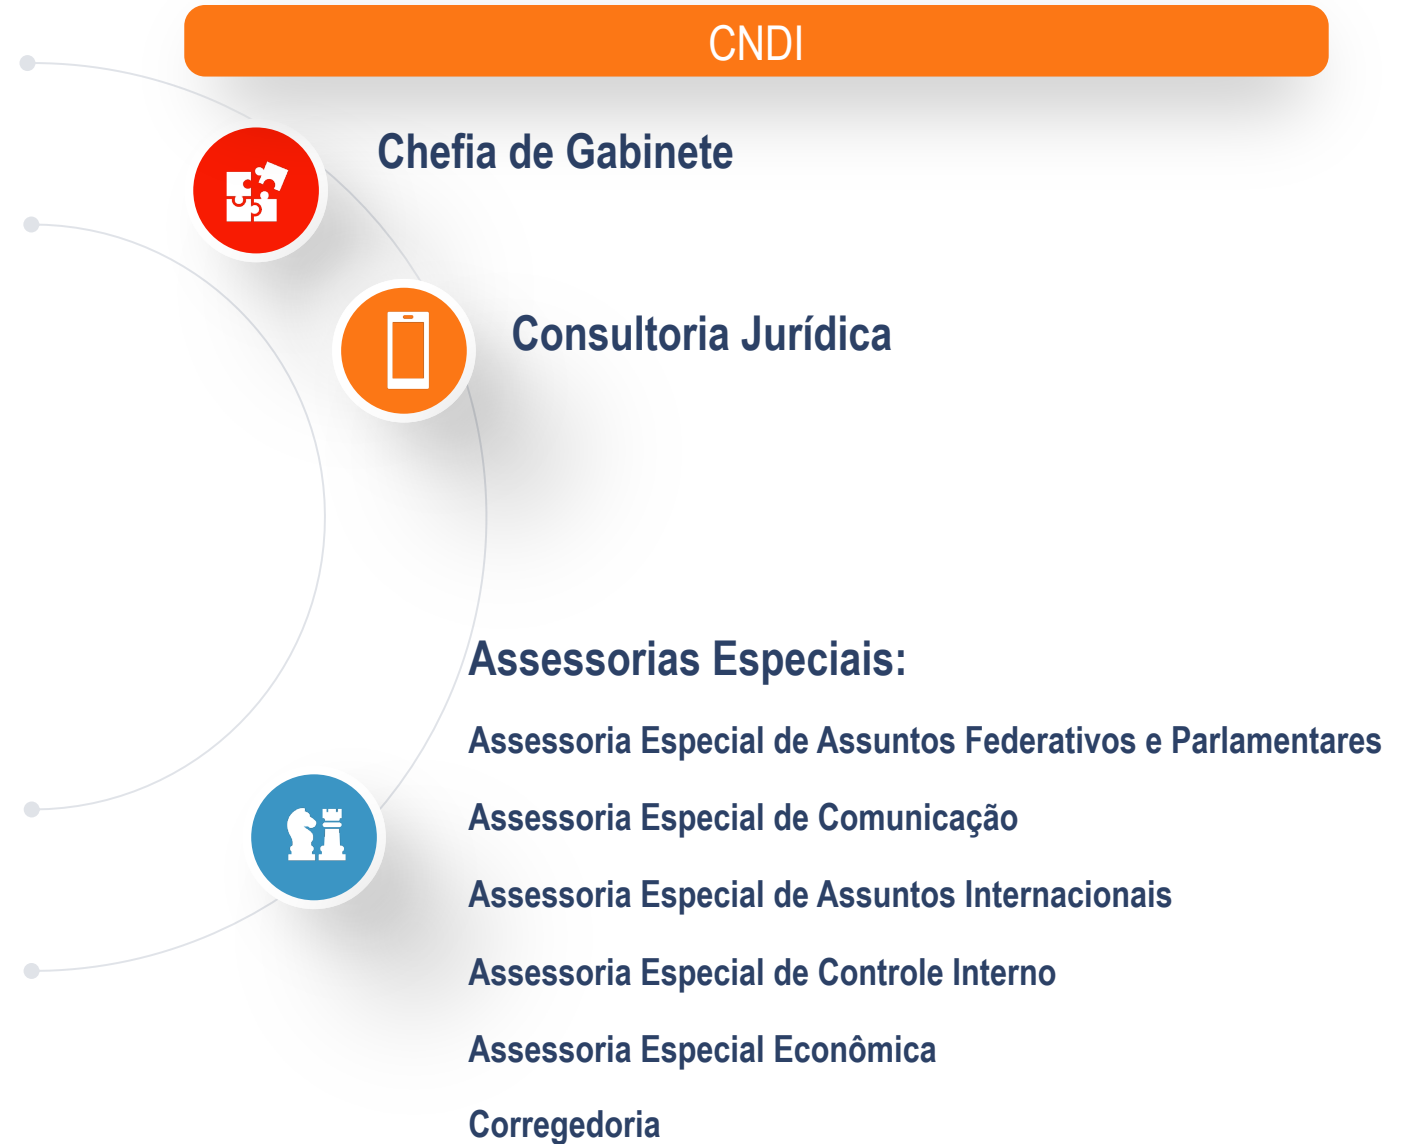 CNDI
Chefia de Gabinete
Consultoria Jurídica
Assessorias Especiais:
Assessoria Especial de Assuntos Federativos e Parlamentares
Assessoria Especial de Comunicação
Assessoria Especial de Assuntos Internacionais
Assessoria Especial de Controle Interno
Assessoria Especial Econômica
Corregedoria